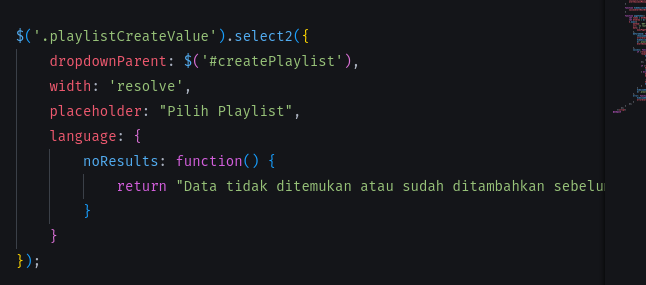 $('.playlistCreateValue').select2({
dropdownParent: $('#createPlaylist'),
width: 'resolve',
placeholder: "Pilih Playlist",
language: {
noResults: function() {
return "Data tidak ditemukan atau sudah ditambahkan
}
}
});